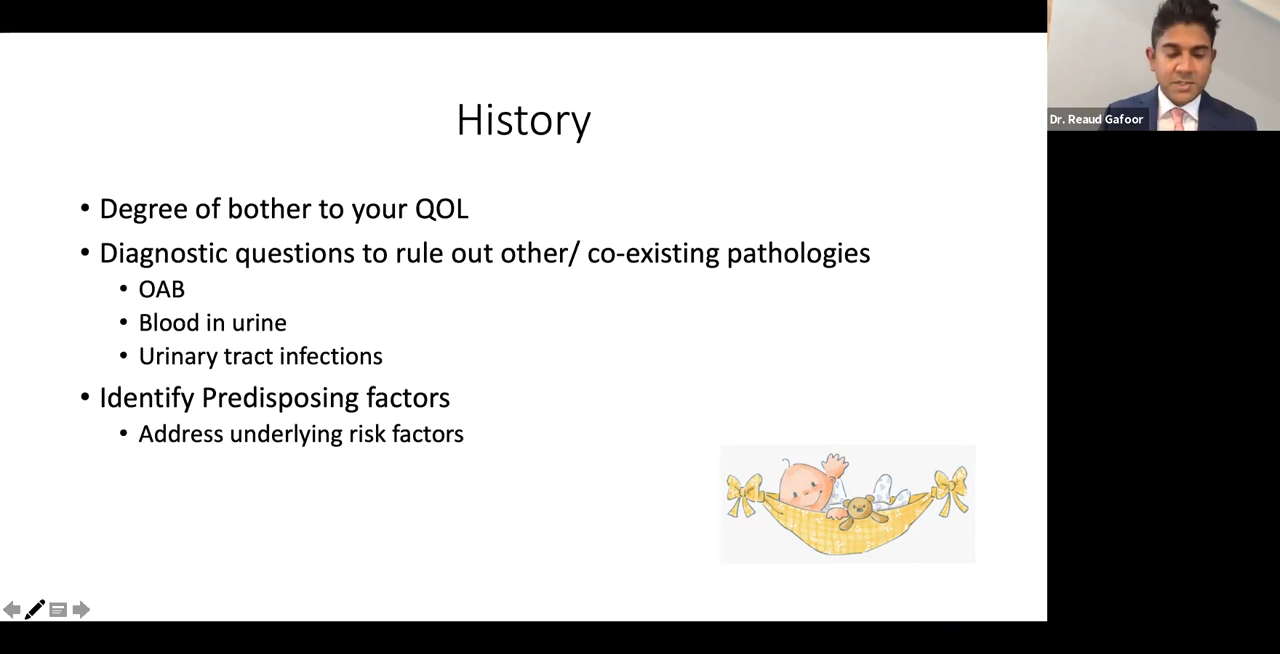 History
• Degree of bother to your QOL
• Diagnostic questions to rule out other/ co-existing pathologies
• OAB
• Blood in urine
• Urinary tract infections
• Identify Predisposing factors
• Address underlying risk factors
Dr. Reaud Gafoor